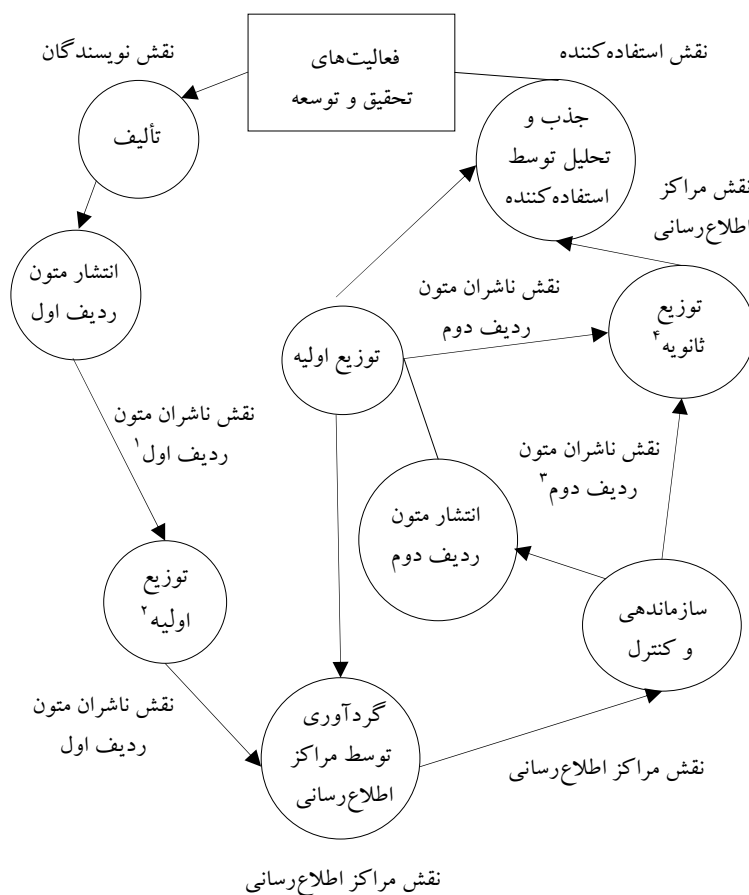 نقش نویسندگان
فعالیت‌های
تحقیق و توسعه
نقش استفاده‌کننده
تألیف
جذب و
تحلیل توسط
استفاده‌کننده
نقش مراکز
اطلاع‌رسانی
انتشار متون
ردیف اول
نقش ناشران متون
ردیف دوم
توزیع
ثانویه۴
توزیع اولیه
نقش ناشران متون
ردیف اول۱
نقش ناشران متون
ردیف دوم۳
انتشار متون
ردیف دوم
توزیع
اولیه۲
سازماندهی
و کنترل
نقش ناشران متون
ردیف اول
گردآوری
توسط مراکز
اطلاع‌رسانی
نقش مراکز اطلاع‌رسانی
نقش مراکز اطلاع‌رسانی